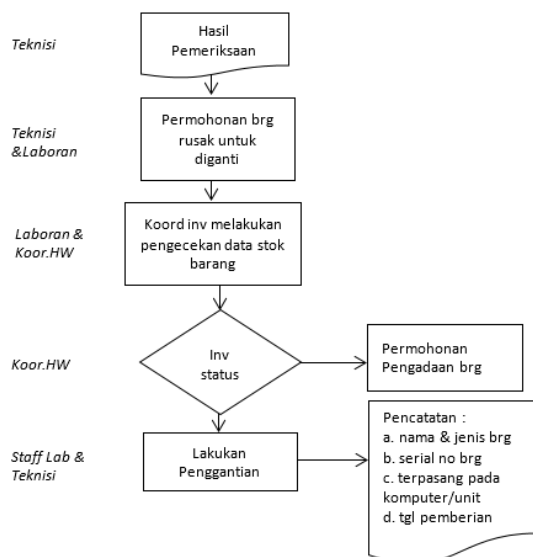 Teknisi
Hasil
Pemeriksaan
Teknisi
&Laboran
Permohonan brg
rusak untuk
diganti
Laboran &
Koor.HW
Koord inv melakukan
pengecekan data stok
barang
Koor.HW
Inv
status
Permohonan
Pengadaan brg
Staff Lab &
Teknisi
Lakukan
Penggantian
Pencatatan :
a. nama & jenis brg
b. serial no brg
c. terpasang pada
komputer/unit
d. tgl pemberian